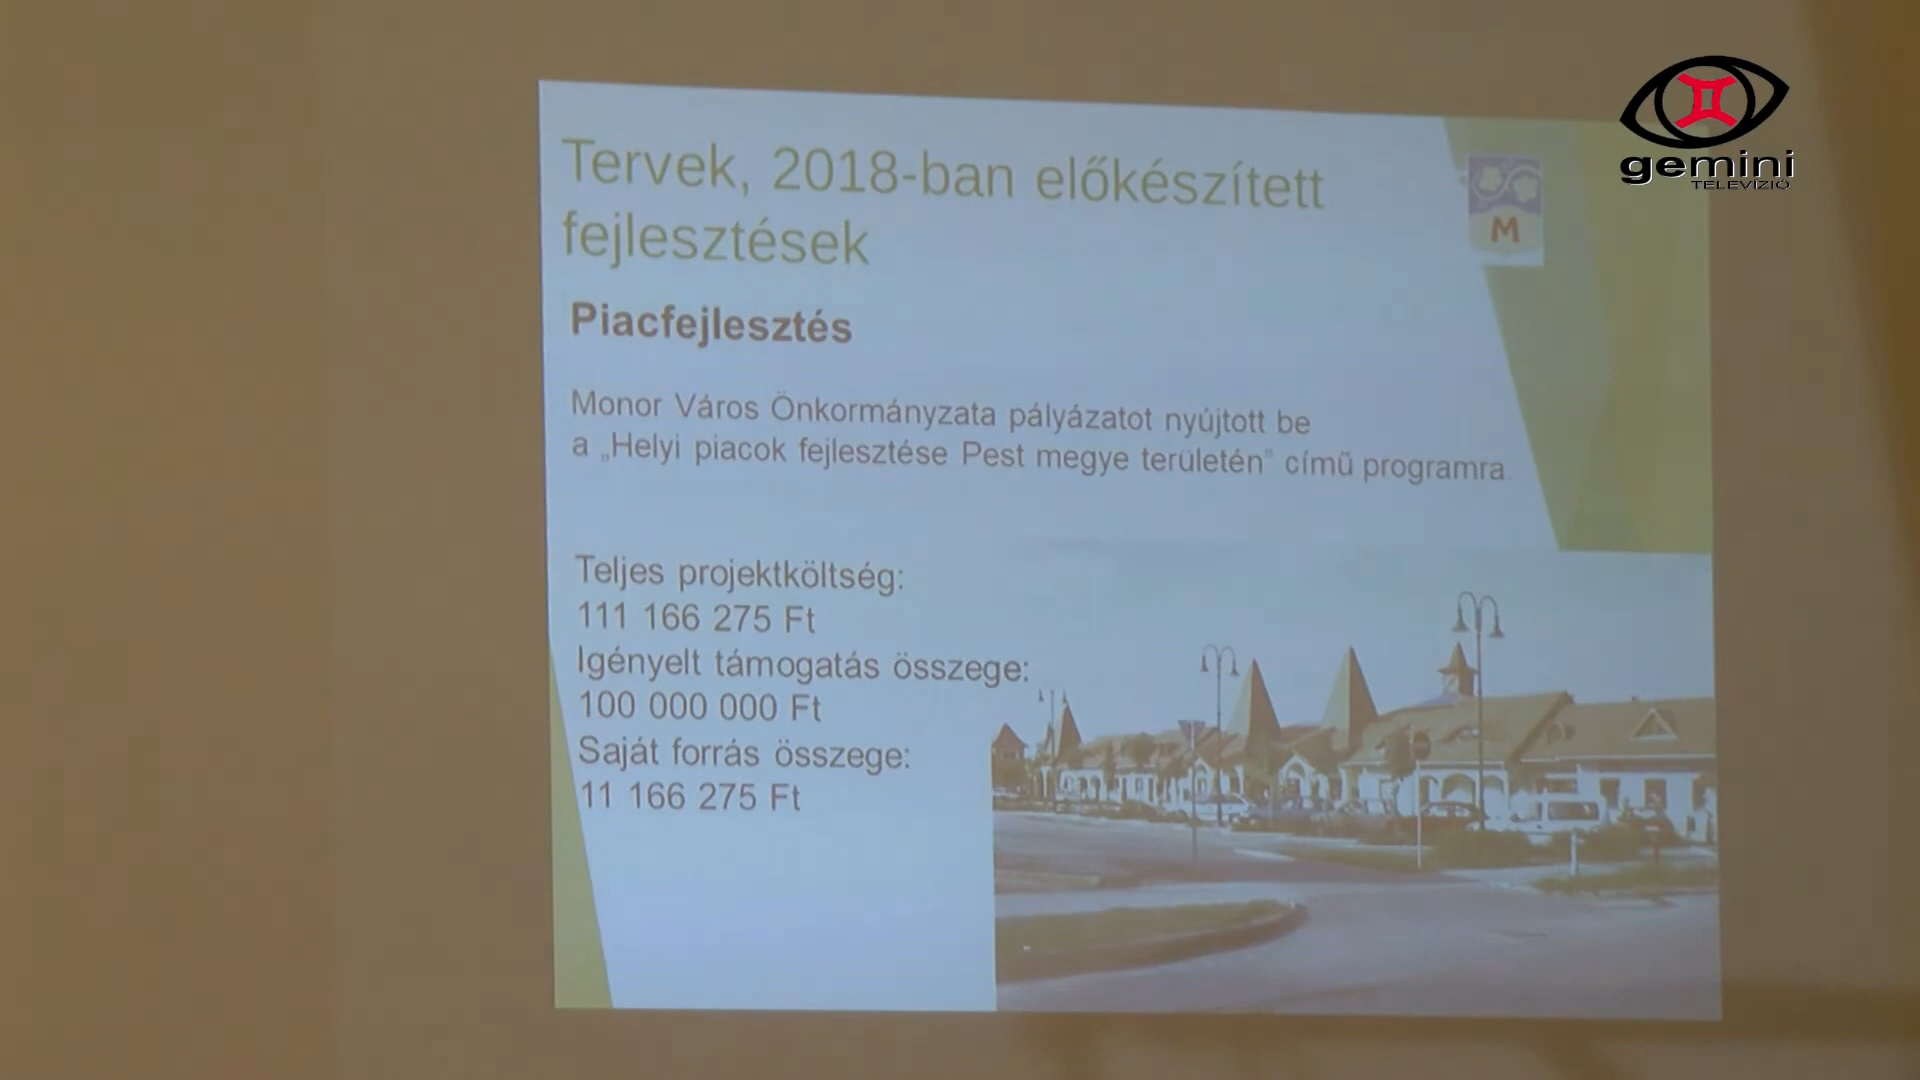 Tervek, 2018-ban előkészített
fejlesztések
M
Piacfejlesztés
Monor Város Önkormányzata pályázatot nyújtott be
a „Helyi piacok fejlesztése Pest megye területén” című programra.
Teljes projektköltség:
111 166 275 Ft
Igényelt támogatás összege:
100 000 000 Ft
Saját forrás összege:
11 166 275 Ft
gemini
TELEVÍZIÓ